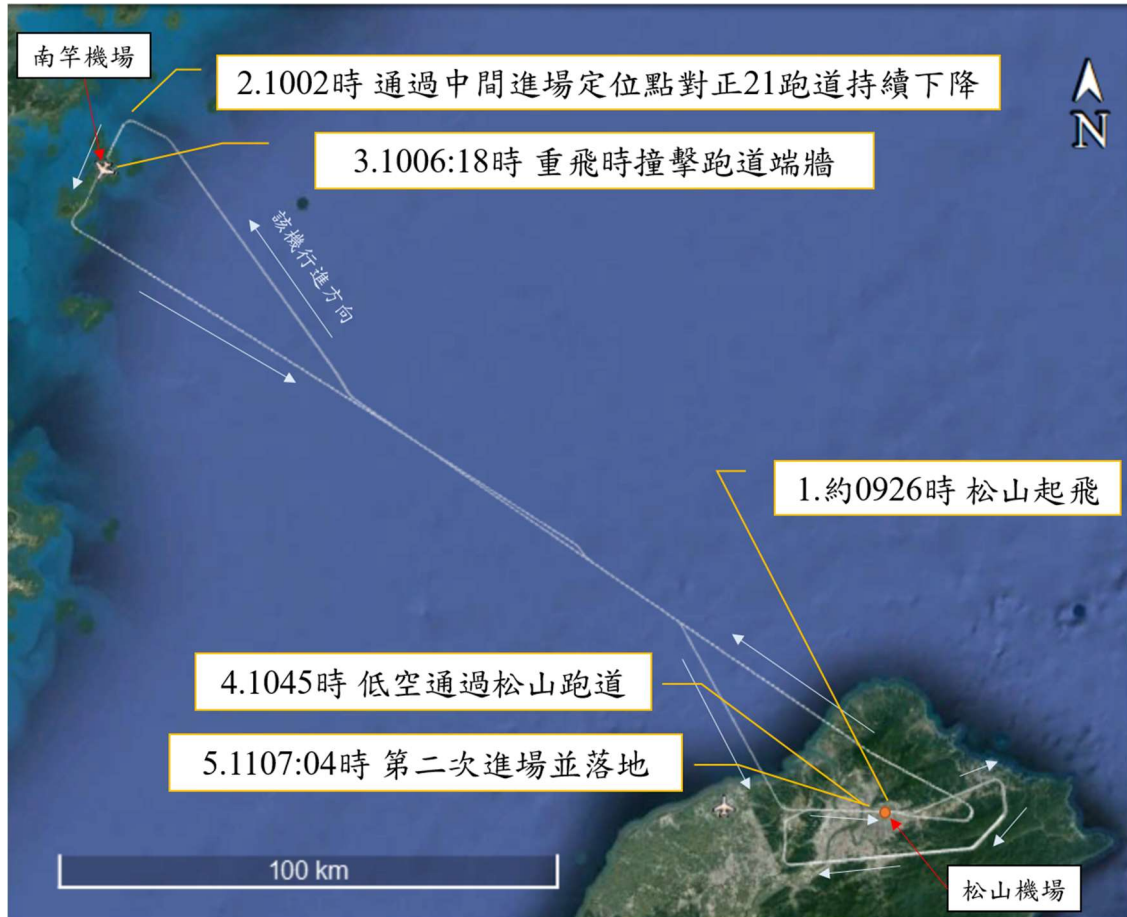 南竿機場
2.1002時 通過中間進場定位點對正21跑道持續下降
N
3.1006:18時 重飛時撞擊跑道端牆
該機行進方向
1.約0926時 松山起飛
4.1045時 低空通過松山跑道
5.1107:04時 第二次進場並落地
100 km
松山機場